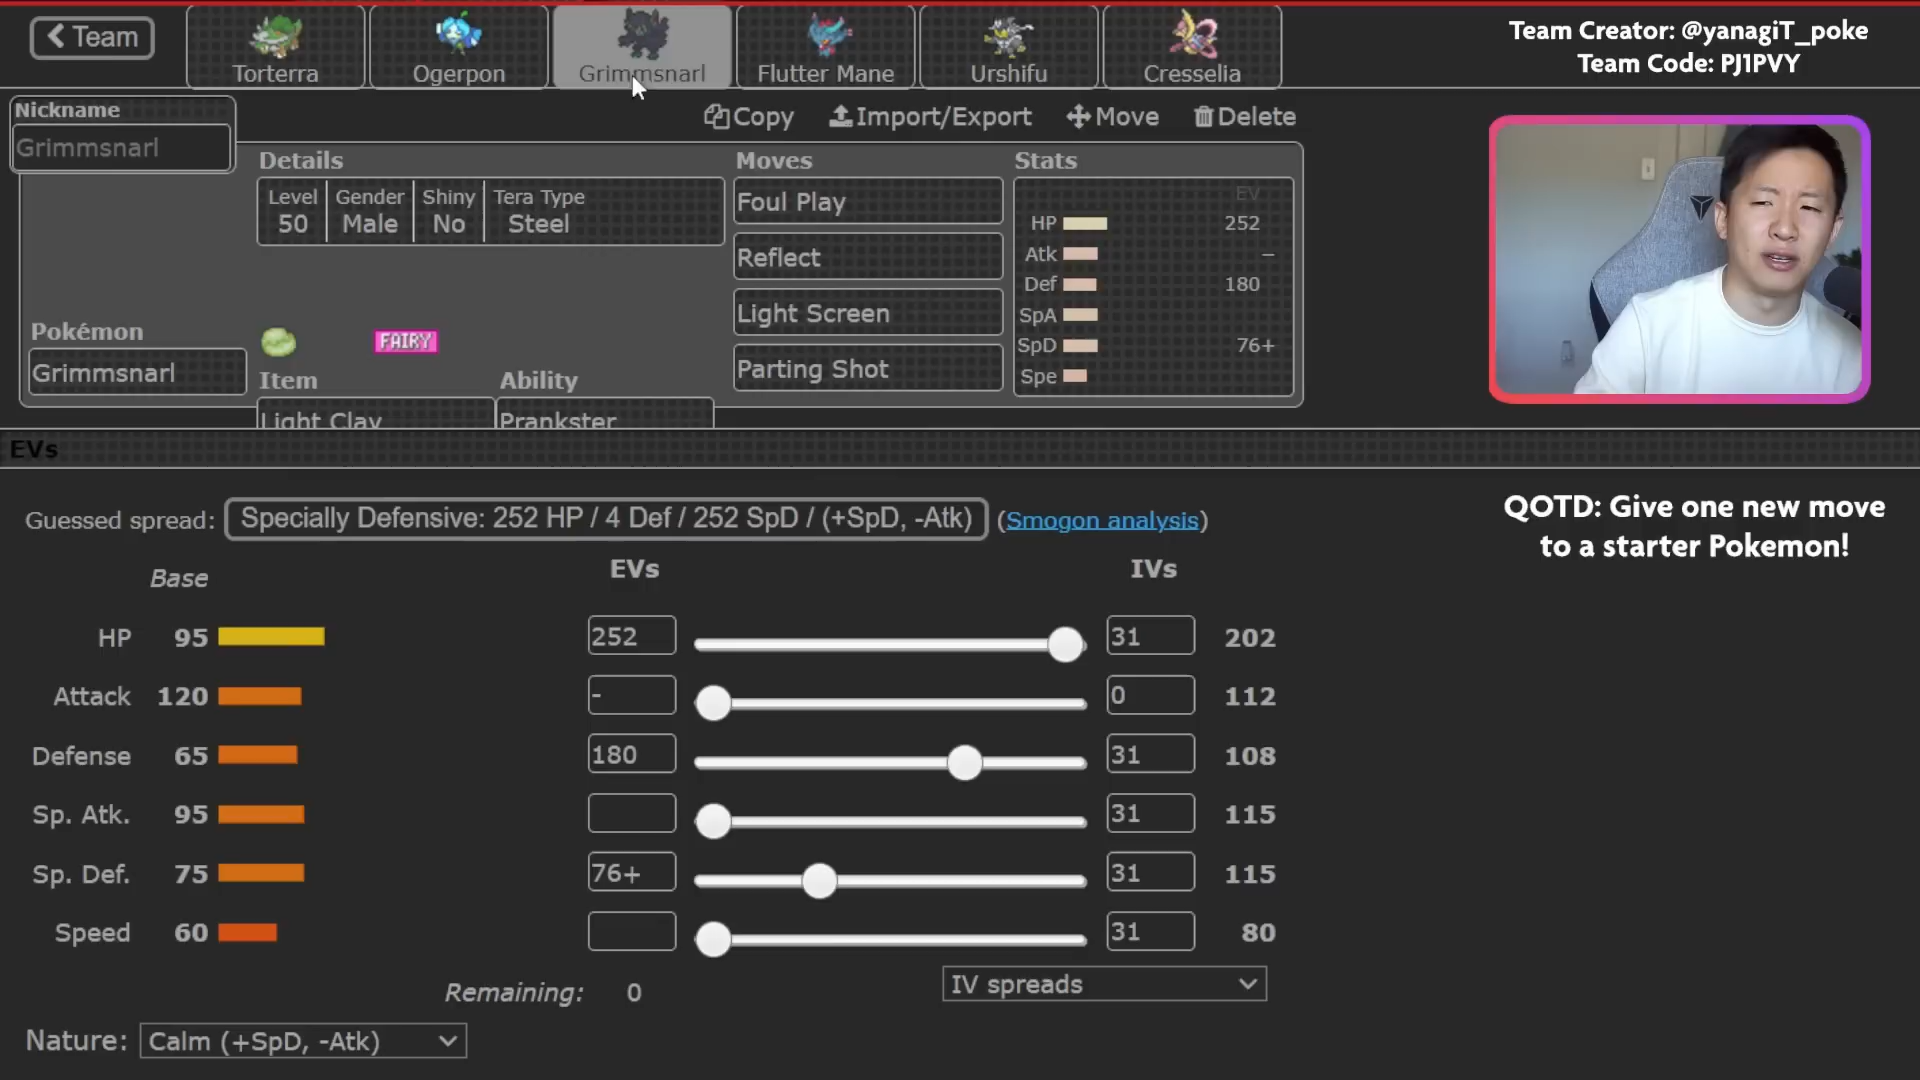 Team
Torterra
Ogerpon
Grimmsnarl
Flutter Mane
Urshifu
Cresselia
Team Creator: @yanagiT_poke
Team Code: PJ1PVY
Nickname
Grimmsnarl
Copy
Import/Export
Move
Delete
Details
Level
50
Gender
Male
Shiny
No
Tera Type
Steel
Pokémon
Grimmsnarl
FAIRY
Item
Light Clay
Ability
Prankster
Moves
Foul Play
Reflect
Light Screen
Parting Shot
Stats
EV
HP 252
Atk –
Def 180
SpA
SpD 76+
Spe
EVs
Guessed spread: Specially Defensive: 252 HP / 4 Def / 252 SpD / (+SpD, -Atk) (Smogon analysis)
QOTD: Give one new move
to a starter Pokemon!
Base EVs IVs
HP 95 252 31 202
Attack 120 - 0 112
Defense 65 180 31 108
Sp. Atk. 95 31 115
Sp. Def. 75 76+ 31 115
Speed 60 31 80
Remaining: 0
IV spreads
Nature: Calm (+SpD, -Atk)